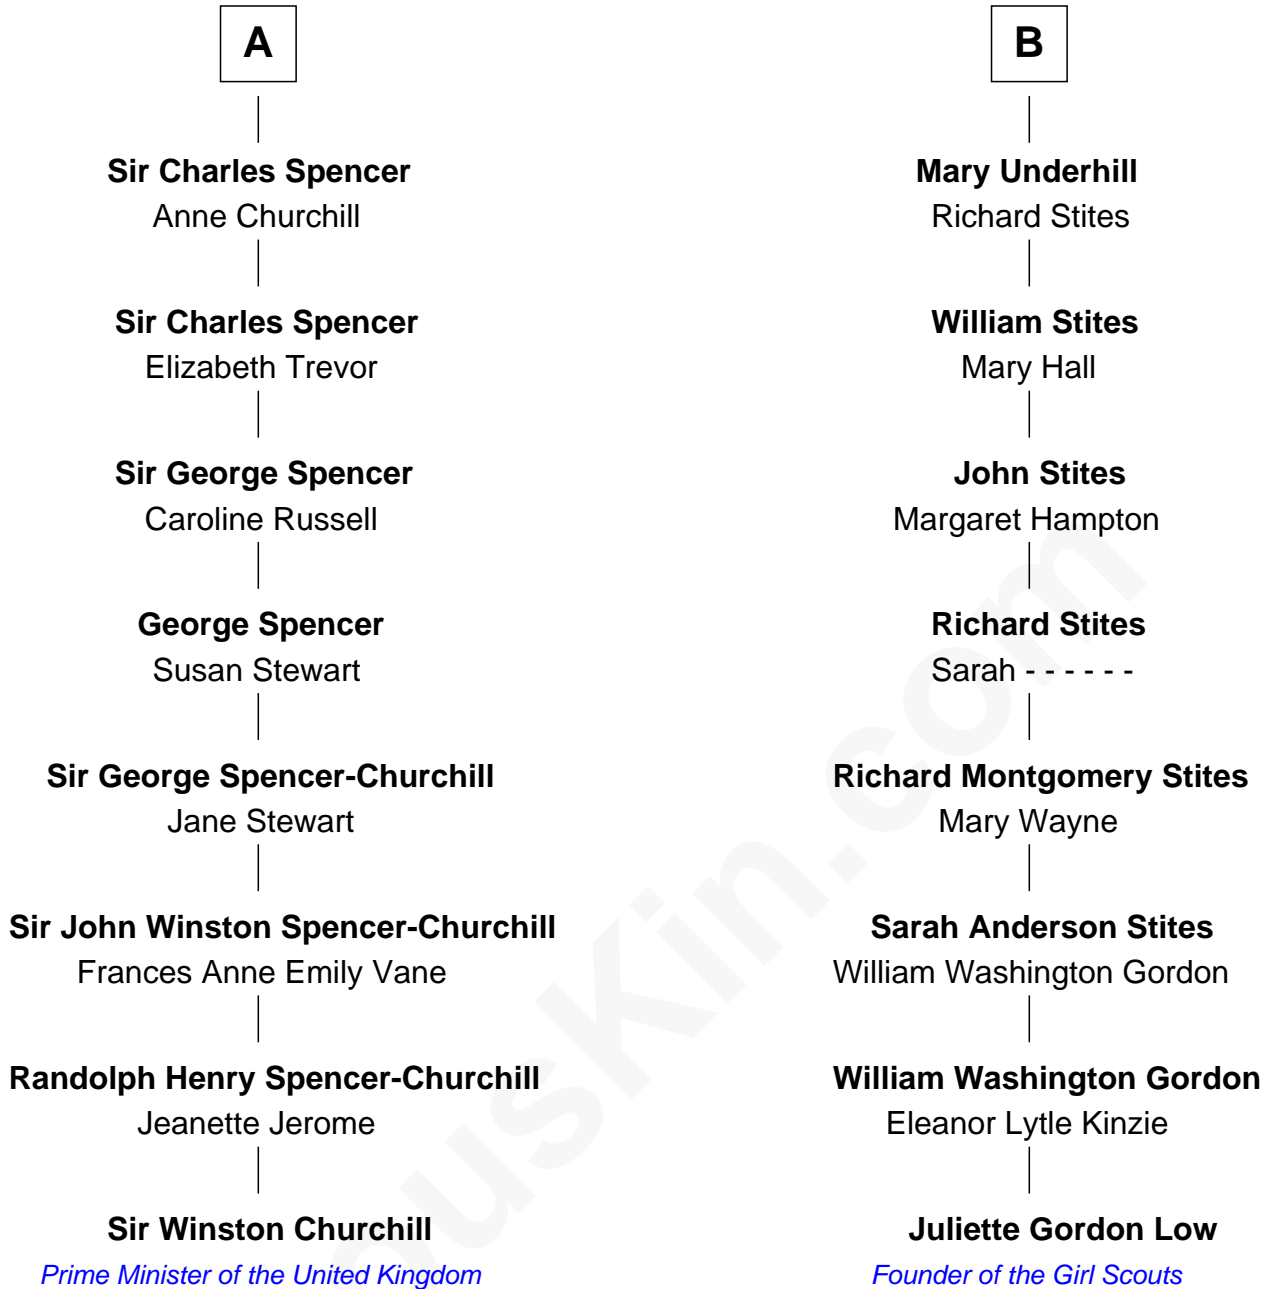 A
Sir Charles Spencer
Anne Churchill
Sir Charles Spencer
Elizabeth Trevor
Sir George Spencer
Caroline Russell
George Spencer
Susan Stewart
Sir George Spencer-Churchill
Jane Stewart
Sir John Winston Spencer-Churchill
Frances Anne Emily Vane
Randolph Henry Spencer-Churchill
Jeanette Jerome
Sir Winston Churchill
Prime Minister of the United Kingdom
B
Mary Underhill
Richard Stites
William Stites
Mary Hall
John Stites
Margaret Hampton
Richard Stites
Sarah - - - - - -
Richard Montgomery Stites
Mary Wayne
Sarah Anderson Stites
William Washington Gordon
William Washington Gordon
Eleanor Lytle Kinzie
Juliette Gordon Low
Founder of the Girl Scouts
ousKin.com